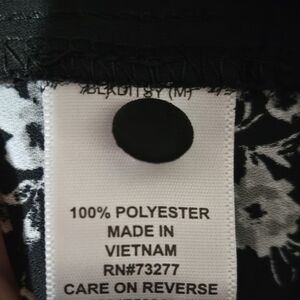 100% POLYESTER
MADE IN
VIETNAM
RN#73277
CARE ON REVERSE